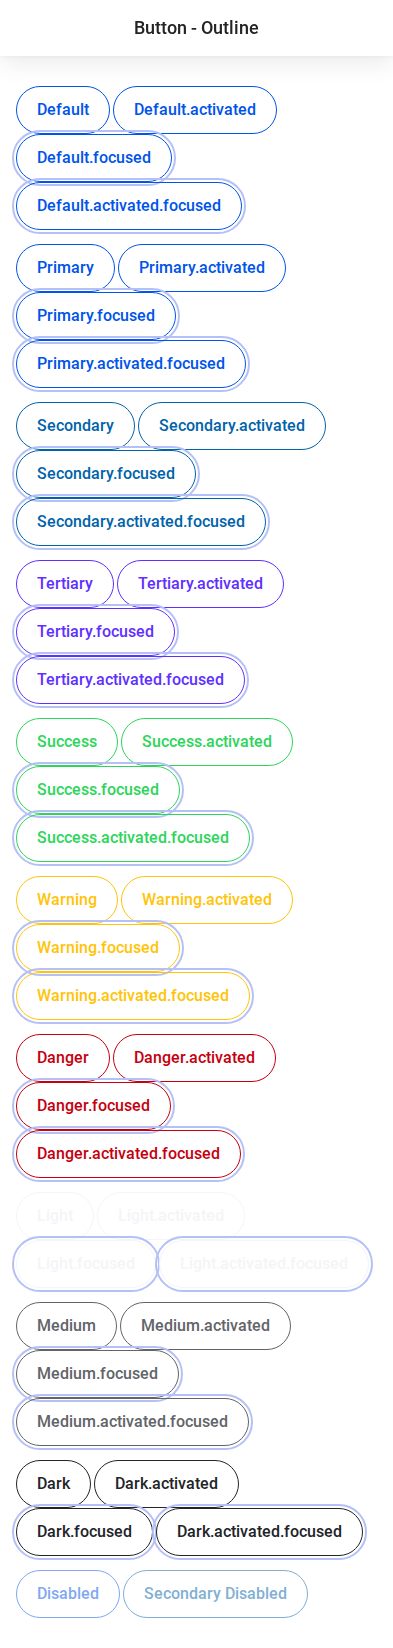 Button - Outline
Default Default.activated
Default.focused
Default.activated.focused
Primary Primary.activated
Primary.focused
Primary.activated.focused
Secondary Secondary.activated
Secondary.focused
Secondary.activated.focused
Tertiary Tertiary.activated
Tertiary.focused
Tertiary.activated.focused
Success Success.activated
Success.focused
Success.activated.focused
Warning Warning.activated
Warning.focused
Warning.activated.focused
Danger Danger.activated
Danger.focused
Danger.activated.focused
Light Light.activated
Light.focused Light.activated.focused
Medium Medium.activated
Medium.focused
Medium.activated.focused
Dark Dark.activated
Dark.focused Dark.activated.focused
Disabled Secondary Disabled